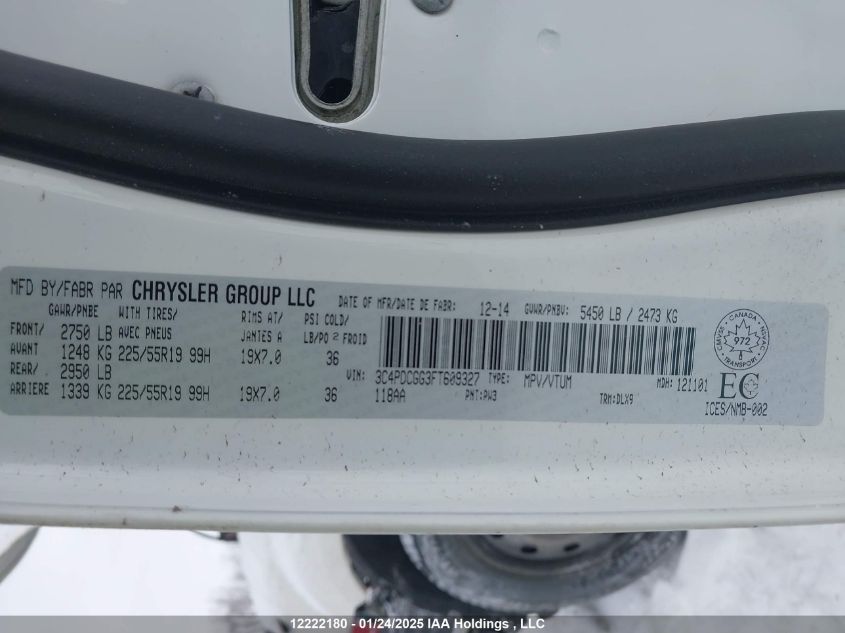 MFD BY/FABR PAR CHRYSLER GROUP LLC DATE OF MFR/DATE DE FABR: 12-14 GVWR/PNBV: 5450 LB / 2473 KG
GAWR/PNBE WITH TIRES/ RIMS AT/ PSI COLD/
FRONT/ 2750 LB AVEC PNEUS JANTES A LB/PO² FROID
AVANT 1248 KG 225/55R19 99H 19X7.0 36
REAR/ 2950 LB VIN: 3C4PDCGG3FT609327 TYPE: MPV/VTUM MDH: 121101
ARRIERE 1339 KG 225/55R19 99H 19X7.0 36 118AA PNT:PW3 TRM:DLX9
CANADA
972
TRANSPORT
CMVSS
NSVAC
EC
ICES/NMB-002
12222180 - 01/24/2025 IAA Holdings , LLC